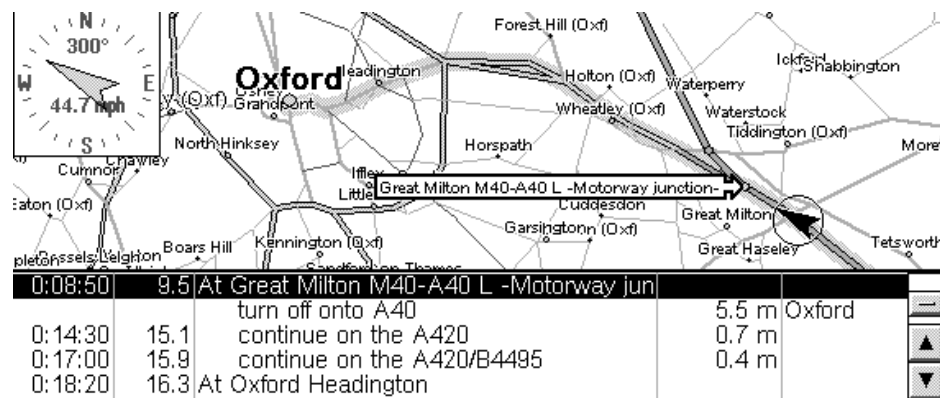 N
300°
W E
44.7 mph
S
Forest Hill (Oxf)
Ickford
Shabbington
Oxford
Headington
Holton (Oxf)
Waterperry
Grandpont
Wheatley (Oxf)
Waterstock
Tiddington (Oxf)
North Hinksey
Horspath
More
Cumnor
Chawley
Iffley
Little
Great Milton M40-A40 L -Motorway junction-
Eaton (Oxf)
Cuddesdon
Great Milton
Garsington (Oxf)
Boars Hill
Kennington (Oxf)
Great Haseley
Tetsworth
0:08:50 9.5 At Great Milton M40-A40 L -Motorway jun
turn off onto A40 5.5 m Oxford
0:14:30 15.1 continue on the A420 0.7 m
0:17:00 15.9 continue on the A420/B4495 0.4 m
0:18:20 16.3 At Oxford Headington